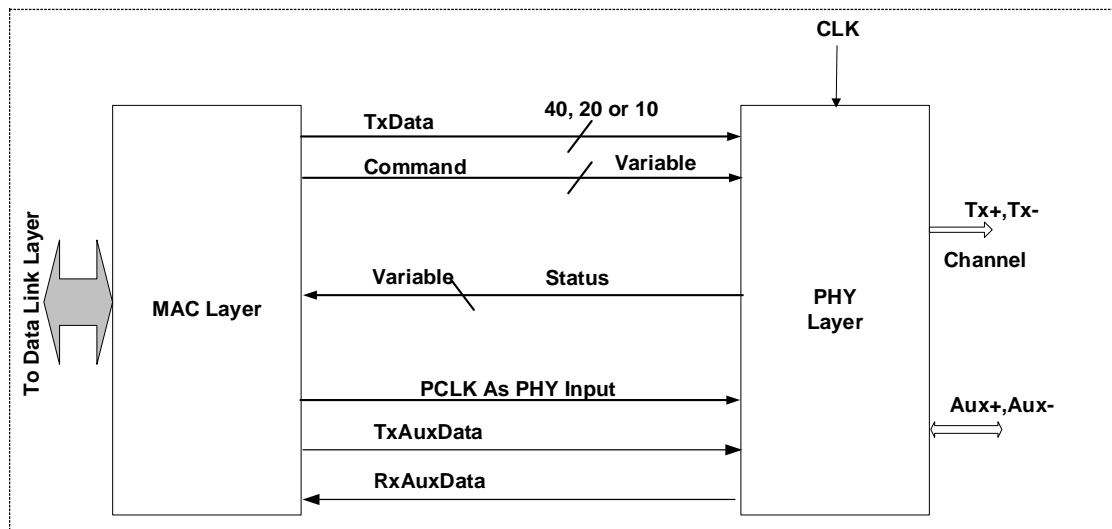 CLK
40, 20 or 10
TxData
Command
Variable
Tx+,Tx-
Channel
Variable
Status
To Data Link Layer
MAC Layer
PHY
Layer
PCLK As PHY Input
Aux+,Aux-
TxAuxData
RxAuxData